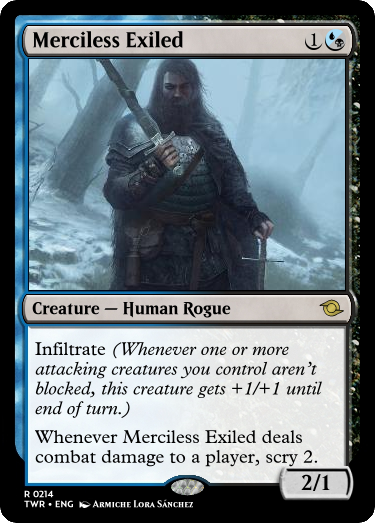 Merciless Exiled 1
Creature — Human Rogue
Infiltrate (Whenever one or more
attacking creatures you control aren't
blocked, this creature gets +1/+1 until
end of turn.)
Whenever Merciless Exiled deals
combat damage to a player, scry 2.
2/1
R 0214
TWR • ENG Armiche Lora Sánchez